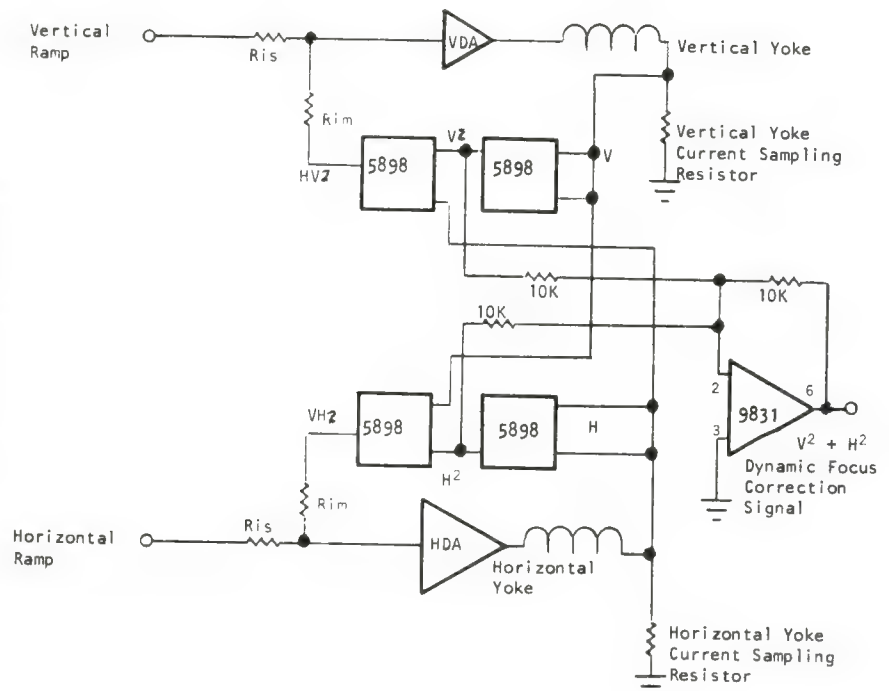 Vertical
Ramp
Ris
VDA
Vertical Yoke
Rim
Vertical Yoke
Current Sampling
Resistor
5898
V2
5898
V
HV2
10K
10K
10K
2
6
9831
3
V² + H²
Dynamic Focus
Correction
Signal
VH2
5898
5898
H
H²
Rim
Ris
Horizontal
Ramp
HDA
Horizontal
Yoke
Horizontal Yoke
Current Sampling
Resistor